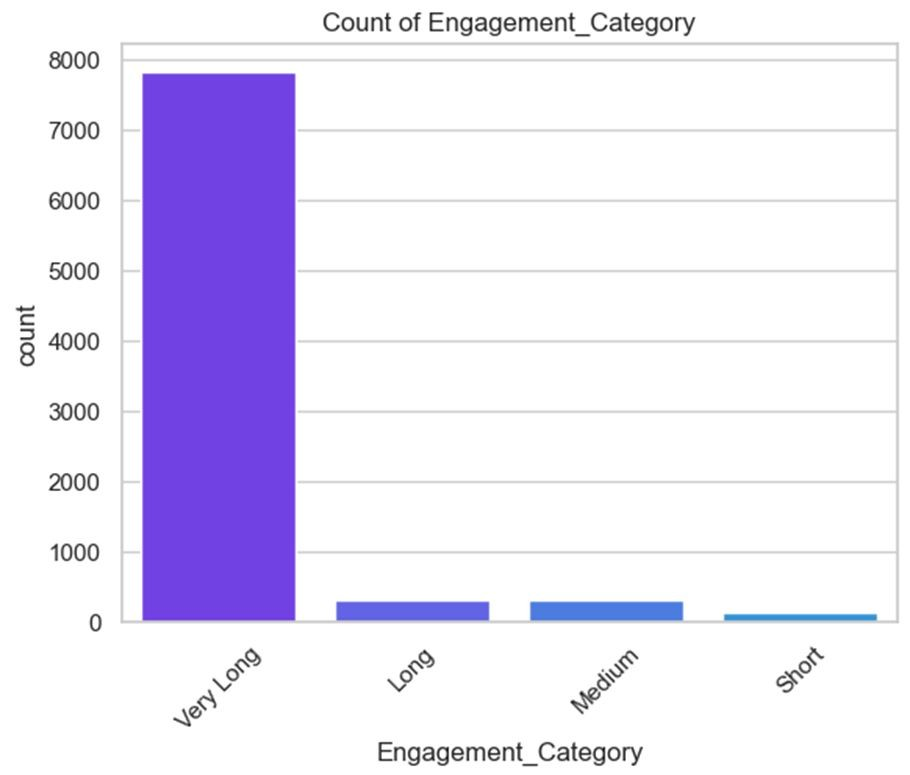 Count of Engagement_Category
8000
7000
6000
5000
4000
3000
2000
1000
0
count
Very Long
Long
Medium
Short
Engagement_Category